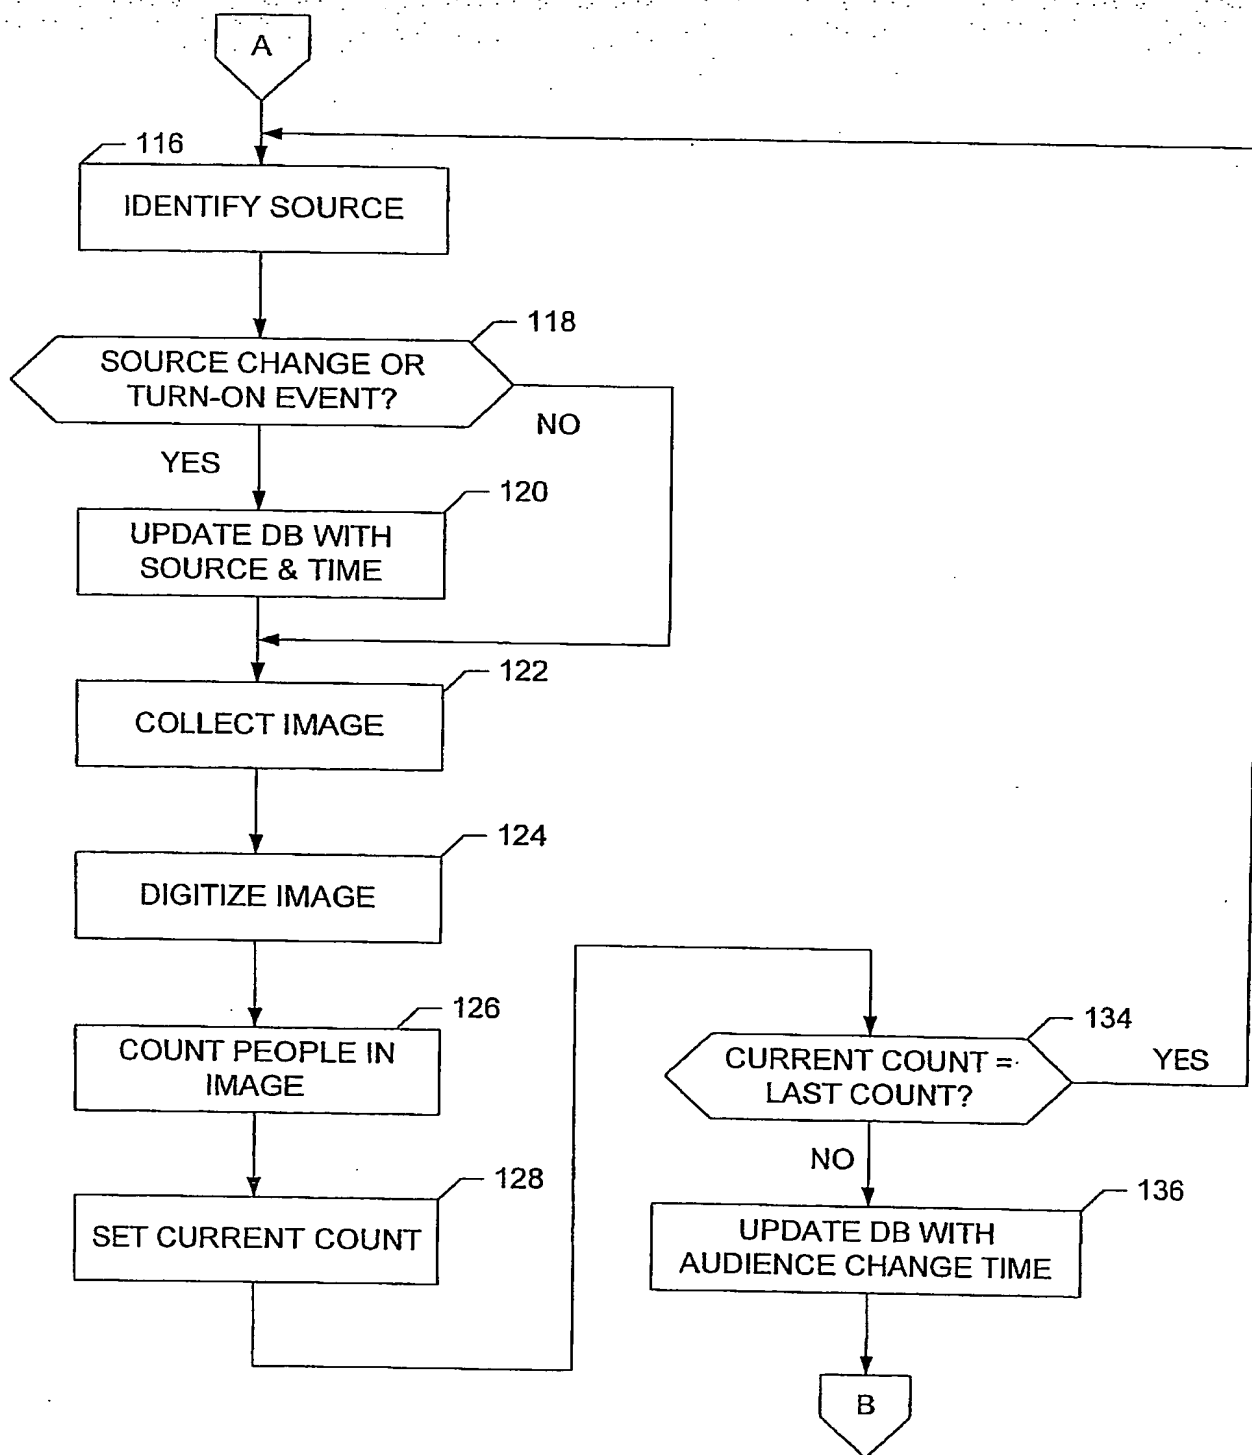 A
116
IDENTIFY SOURCE
118
SOURCE CHANGE OR
TURN-ON EVENT?
NO
YES
120
UPDATE DB WITH
SOURCE & TIME
122
COLLECT IMAGE
124
DIGITIZE IMAGE
126
COUNT PEOPLE IN
IMAGE
128
SET CURRENT COUNT
134
CURRENT COUNT =
LAST COUNT?
YES
NO
136
UPDATE DB WITH
AUDIENCE CHANGE TIME
B